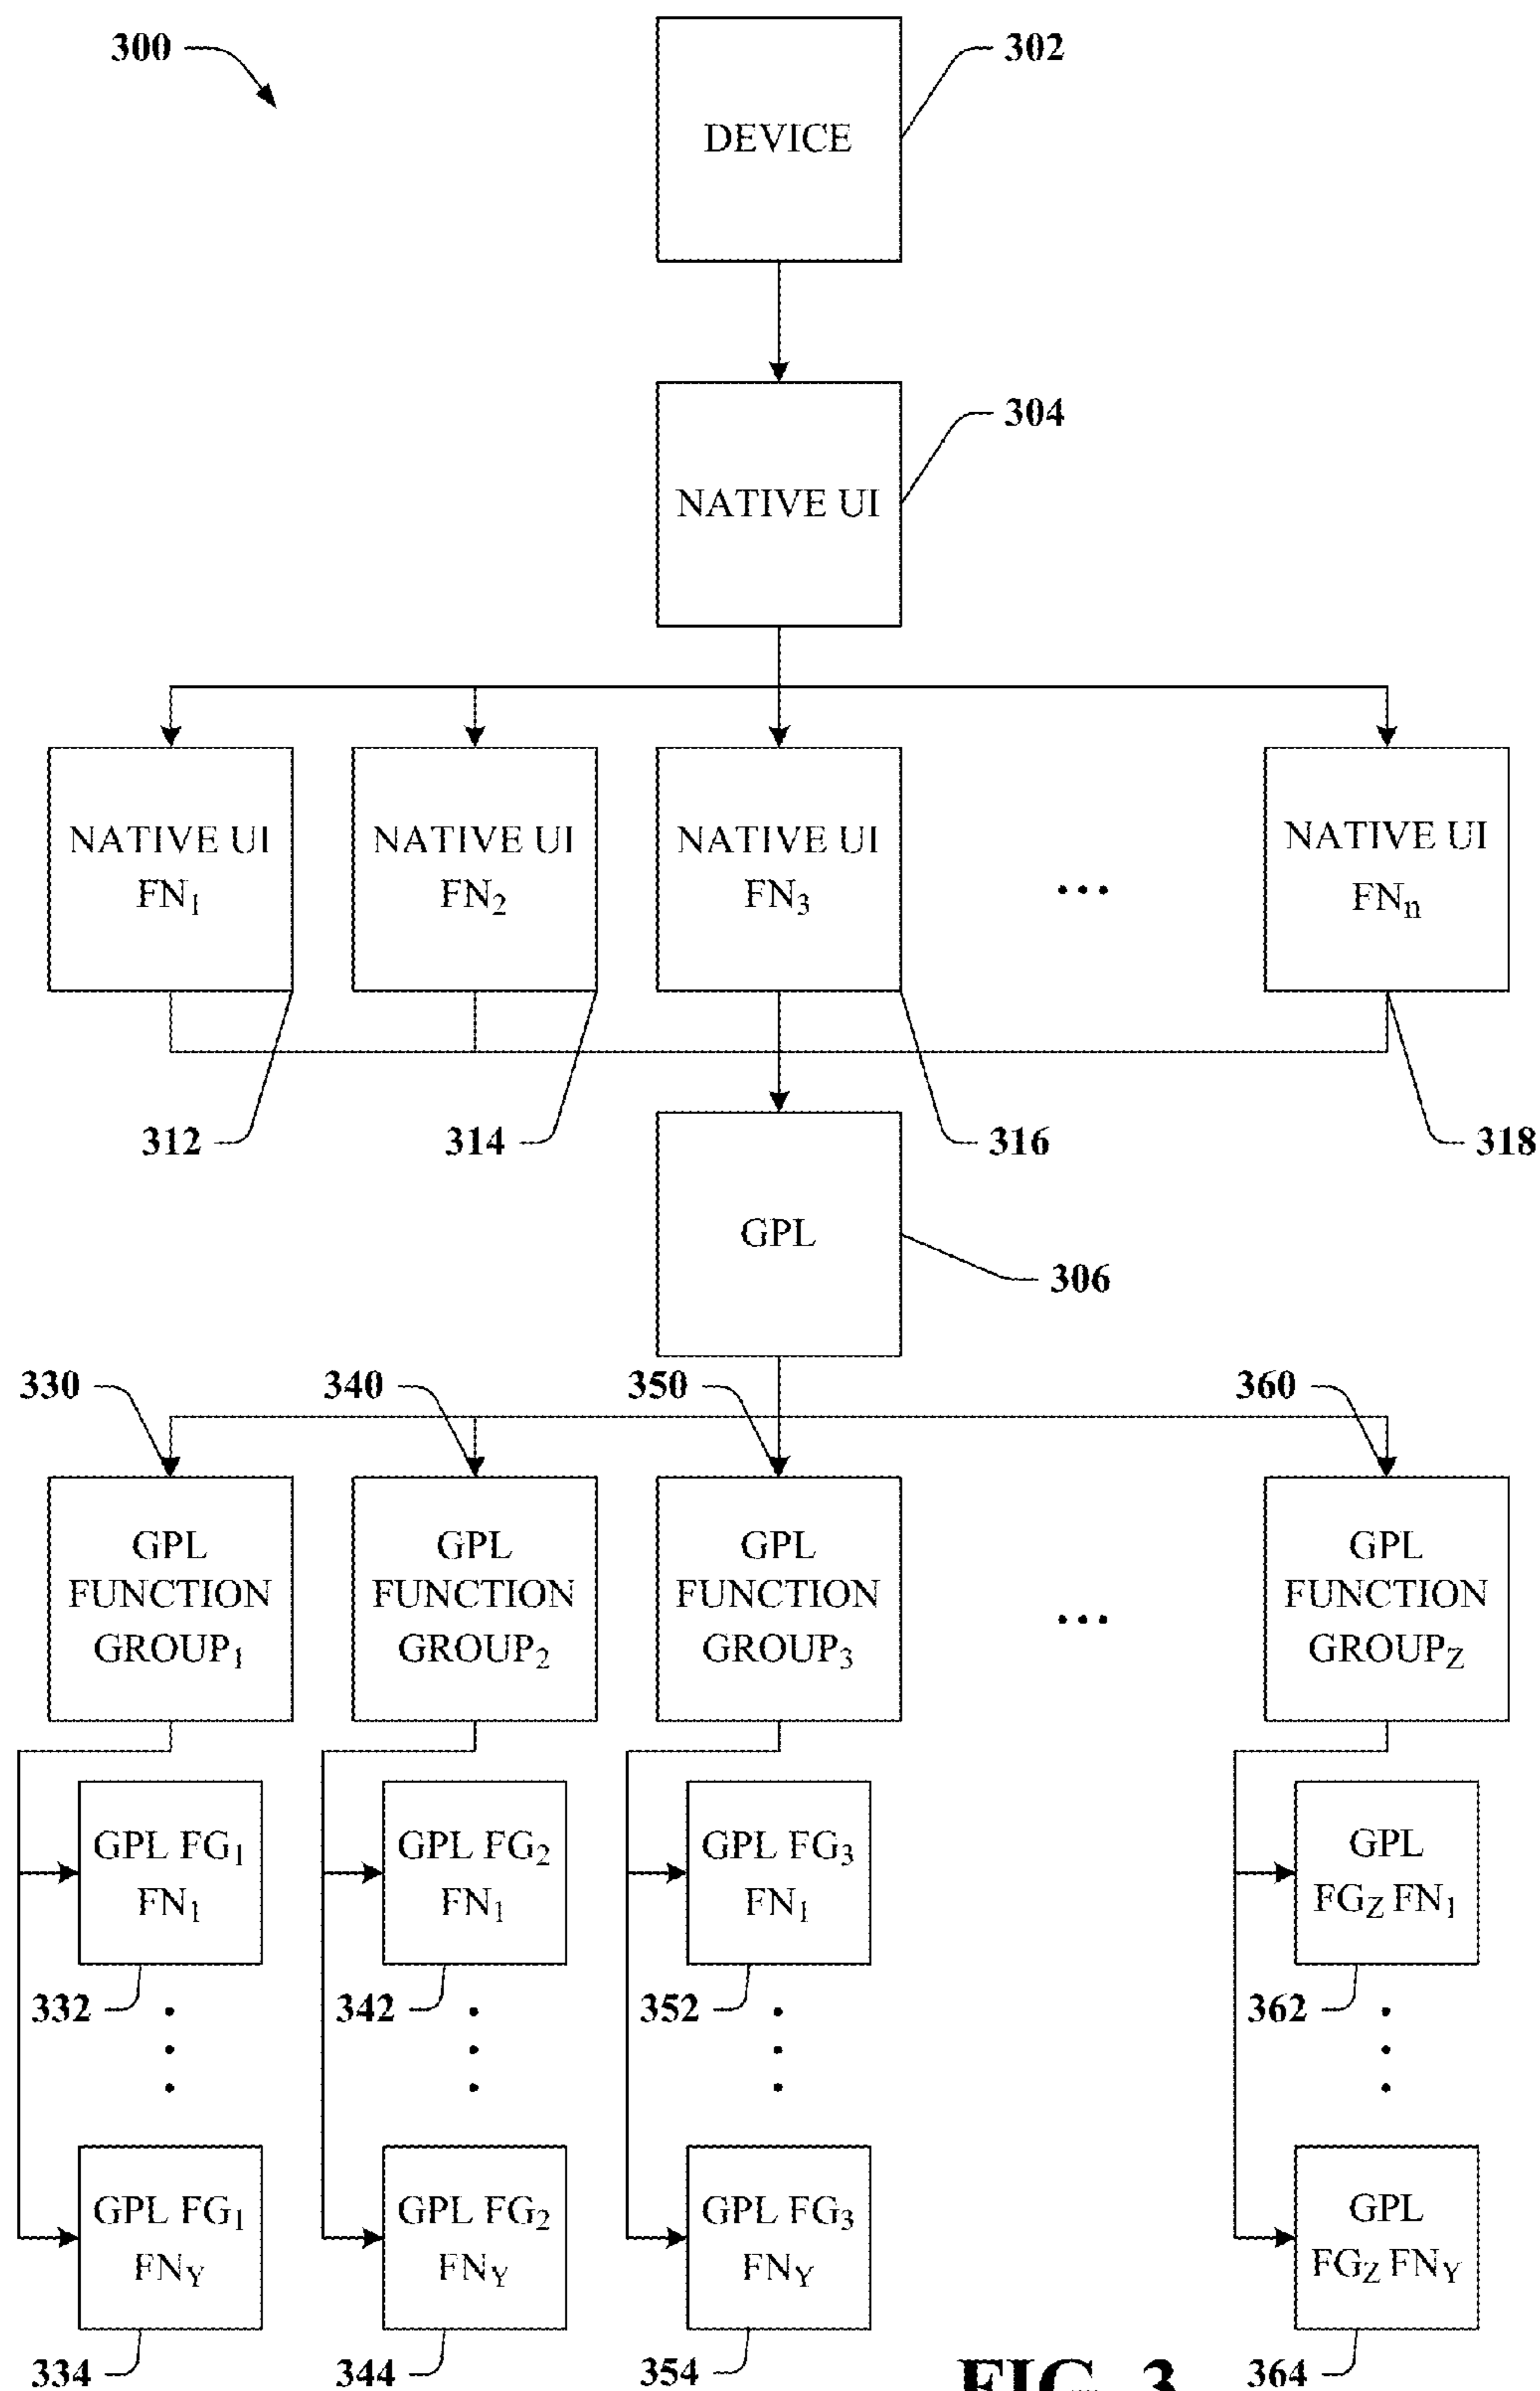 300
302
DEVICE
304
NATIVE UI
NATIVE UI
FN1
NATIVE UI
FN2
NATIVE UI
FN3
...
NATIVE UI
FNn
312
314
316
318
GPL
306
330
340
350
360
GPL
FUNCTION
GROUP1
GPL
FUNCTION
GROUP2
GPL
FUNCTION
GROUP3
...
GPL
FUNCTION
GROUPZ
GPL FG1
FN1
GPL FG2
FN1
GPL FG3
FN1
GPL
FGZ FN1
332
342
352
362
GPL FG1
FNY
GPL FG2
FNY
GPL FG3
FNY
GPL
FGZ FNY
334
344
354
364
FIG. 3